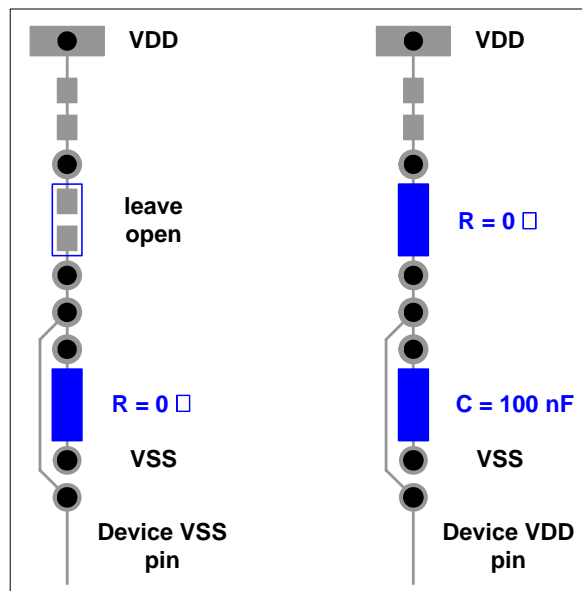 VDD
leave
open
R = 0 □
VSS
Device VSS
pin
VDD
R = 0 □
C = 100 nF
VSS
Device VDD
pin